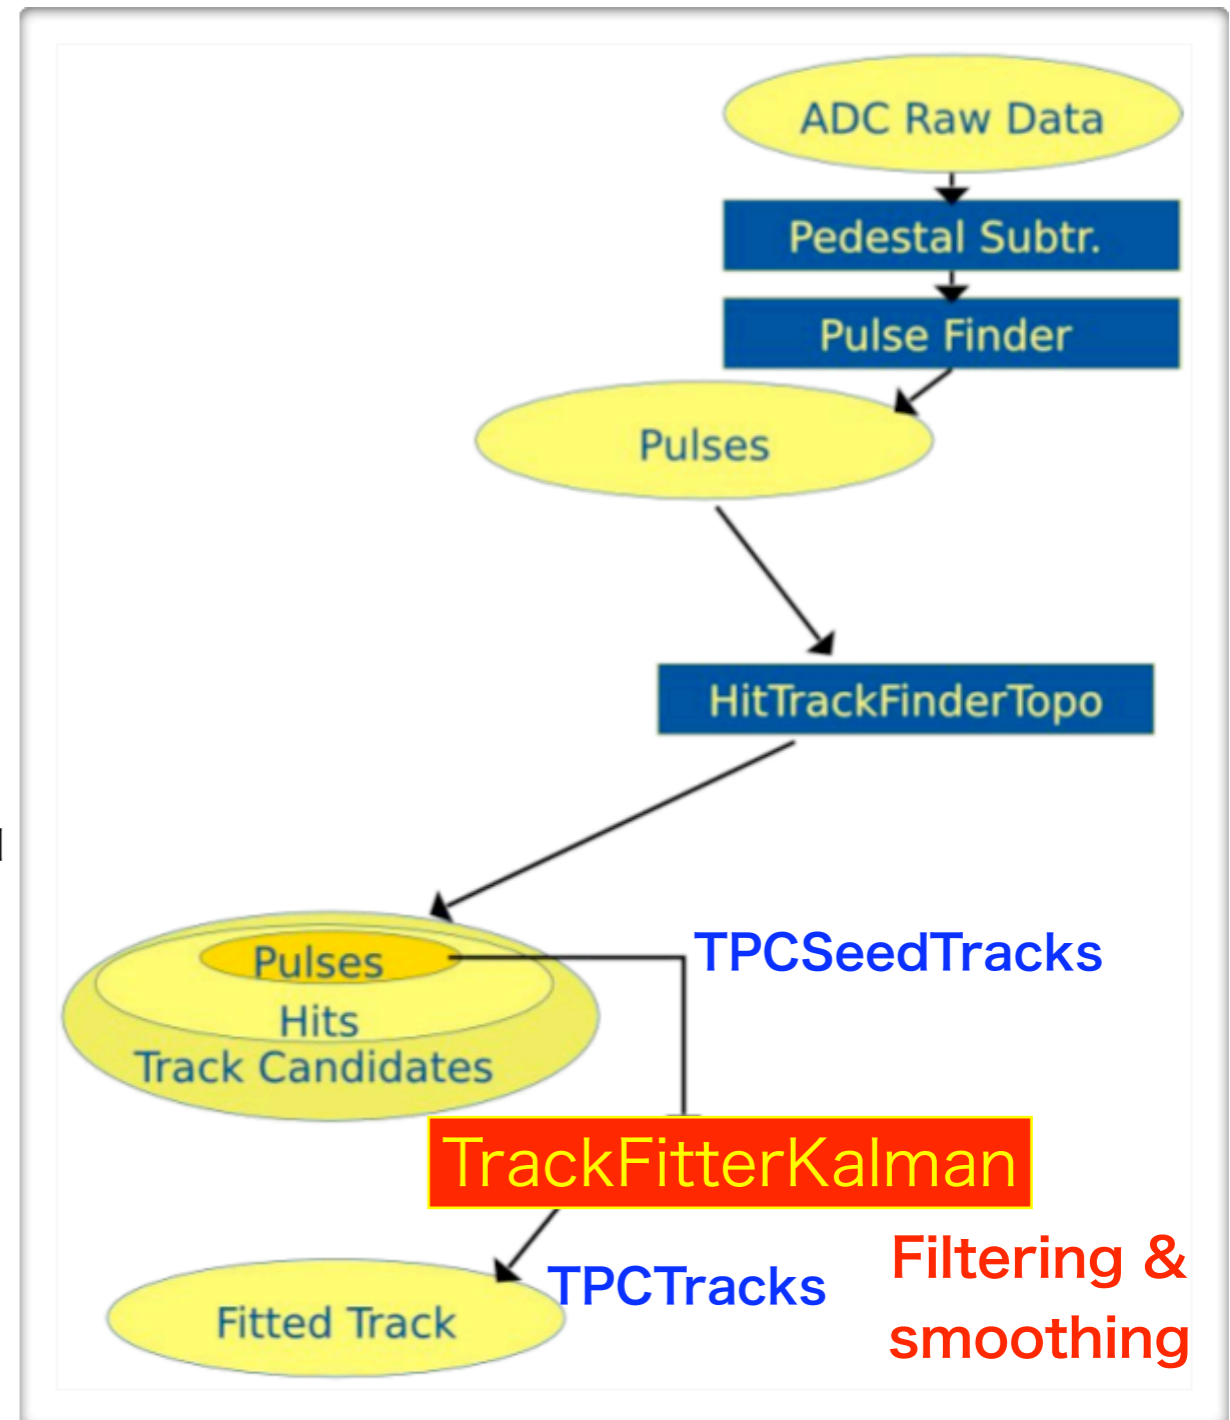 ADC Raw Data
Pedestal Subtr.
Pulse Finder
Pulses
HitTrackFinderTopo
TPCSeedTracks
Pulses
Hits
Track Candidates
TrackFitterKalman
Filtering &
smoothing
TPCTracks
Fitted Track